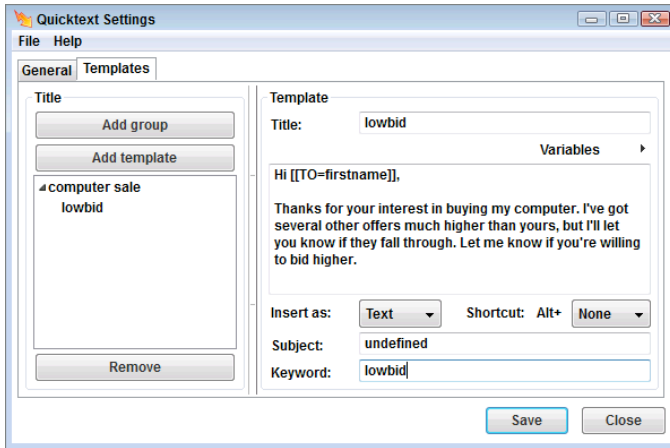 Quicktext Settings
File Help
General Templates
Title
Add group
Add template
computer sale
lowbid
Remove
Template
Title: lowbid
Variables
Hi [[TO=firstname]],
Thanks for your interest in buying my computer. I've got
several other offers much higher than yours, but I'll let
you know if they fall through. Let me know if you're willing
to bid higher.
Insert as: Text Shortcut: Alt+ None
Subject: undefined
Keyword: lowbid
Save Close